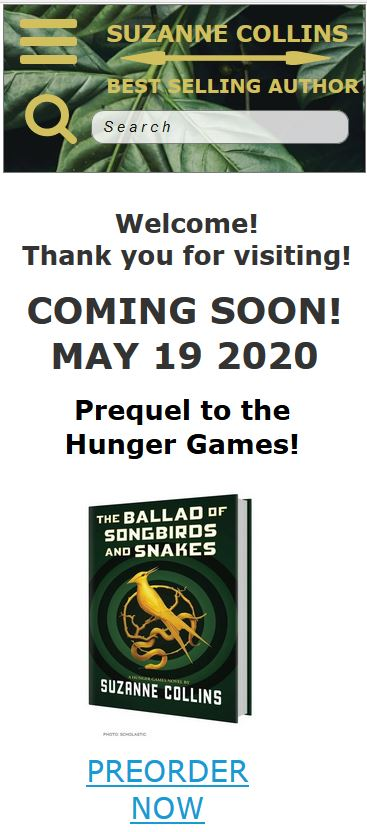 SUZANNE COLLINS
BEST SELLING AUTHOR
Search
Welcome!
Thank you for visiting!
COMING SOON!
MAY 19 2020
Prequel to the
Hunger Games!
THE BALLAD OF
SONGBIRDS
AND SNAKES
A HUNGER GAMES NOVEL BY
SUZANNE COLLINS
PHOTO: SCHOLASTIC
PREORDER
NOW